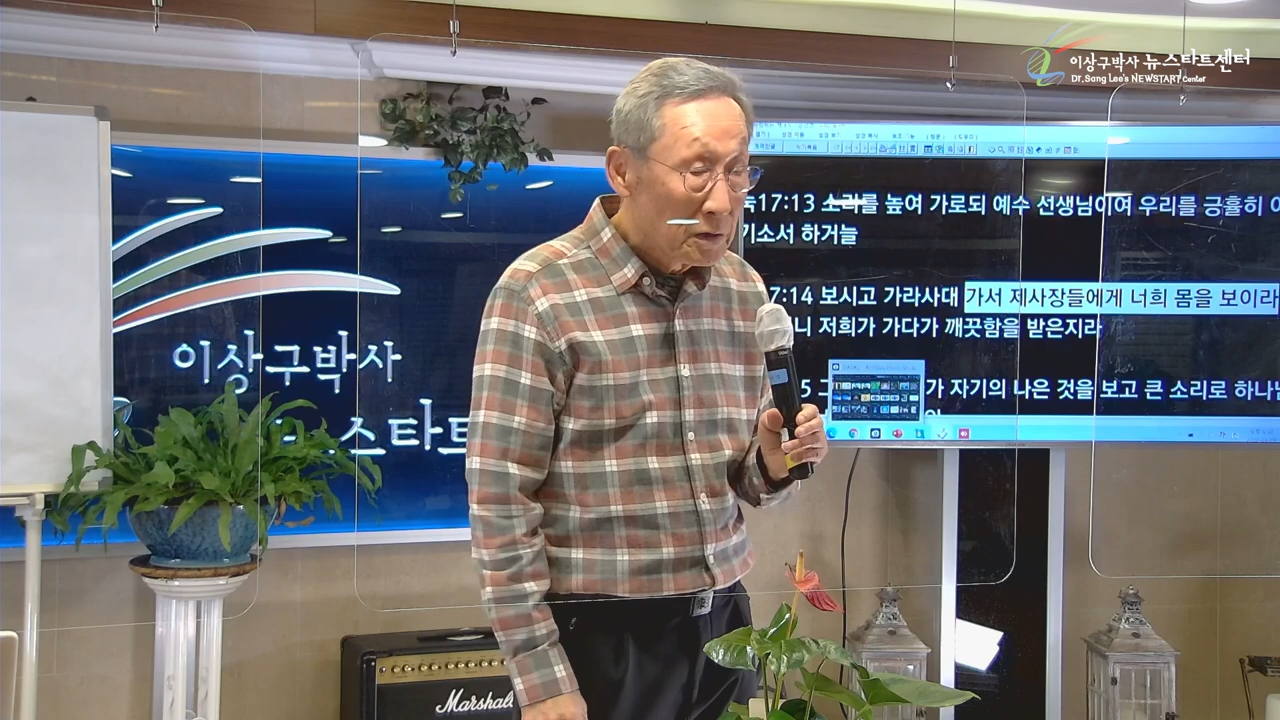 이상구박사 뉴스타트센터
Dr. Sang Lee's NEWSTART Center
이상구박사
스타트
17:13 소리를 높여 가로되 예수 선생님이여 우리를 긍휼히
기소서 하거늘
7:14 보시고 가라사대 가서 제사장들에게 너희 몸을 보이라
니 저희가 가다가 깨끗함을 받은지라
5 그 가 자기의 나은 것을 보고 큰 소리로
Marshall